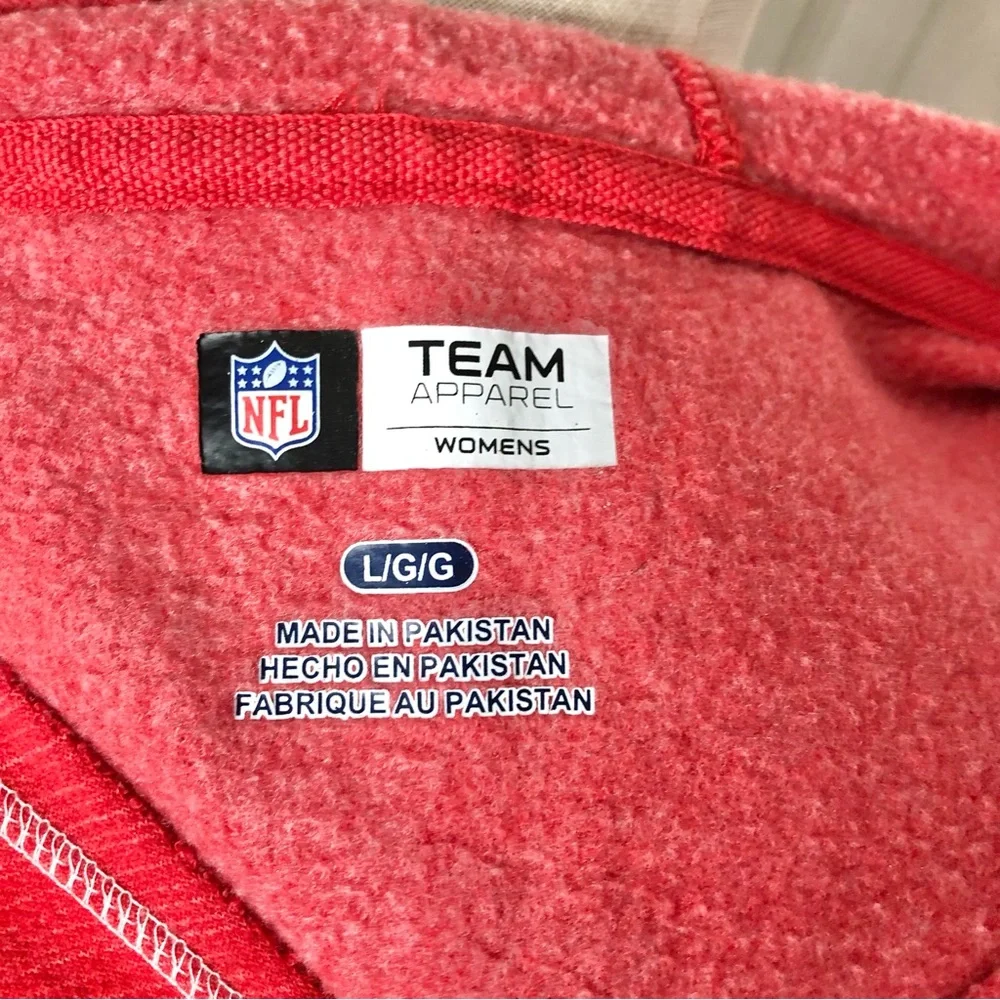 NFL
TEAM
APPAREL
WOMENS
L/G/G
MADE IN PAKISTAN
HECHO EN PAKISTAN
FABRIQUE AU PAKISTAN